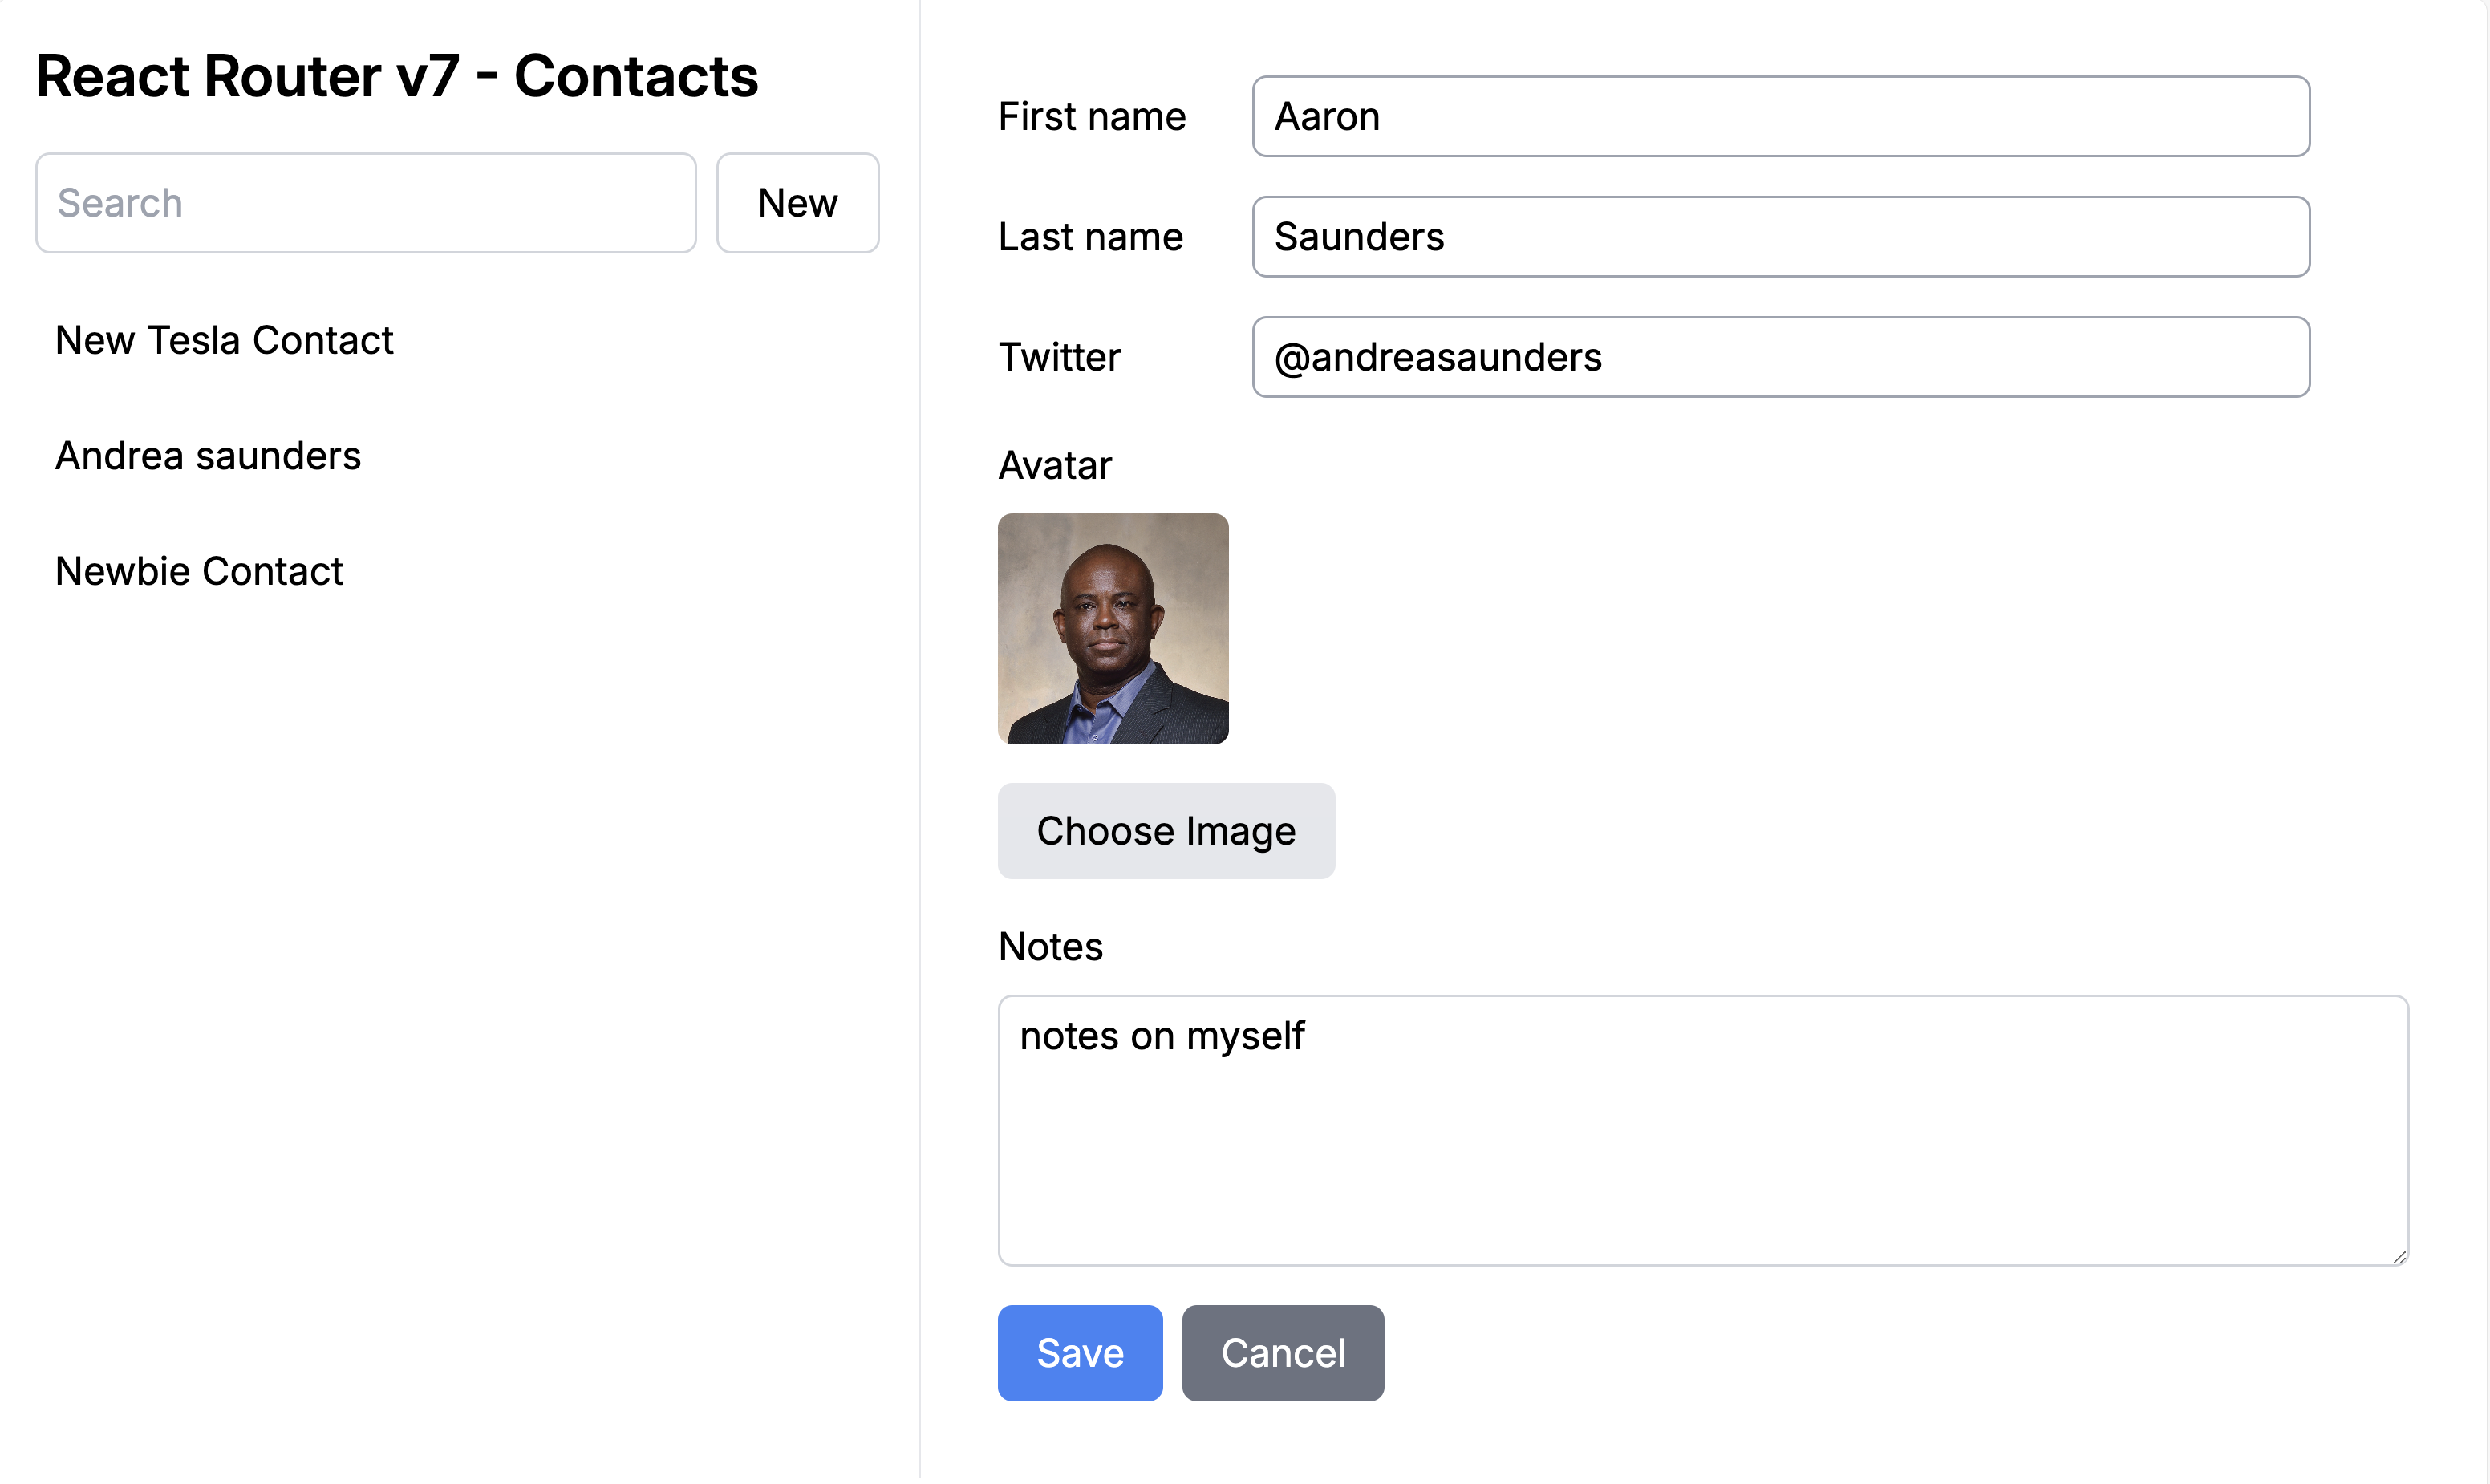 React Router v7 - Contacts
Search
New
New Tesla Contact
Andrea saunders
Newbie Contact
First name
Aaron
Last name
Saunders
Twitter
@andreasaunders
Avatar
Choose Image
Notes
notes on myself
Save
Cancel